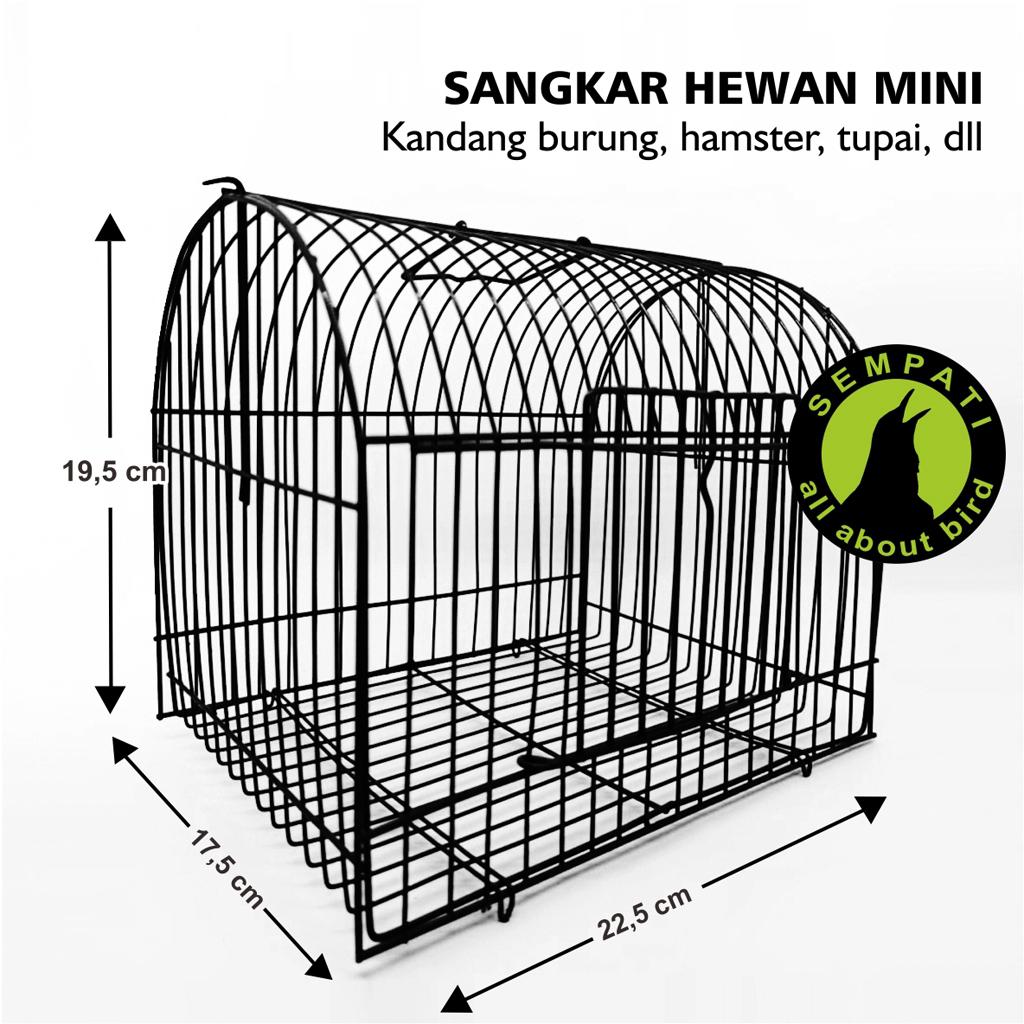 SANGKAR HEWAN MINI
Kandang burung, hamster, tupai, dll
SEMPATI
all about bird
19,5 cm
17,5 cm
22,5 cm